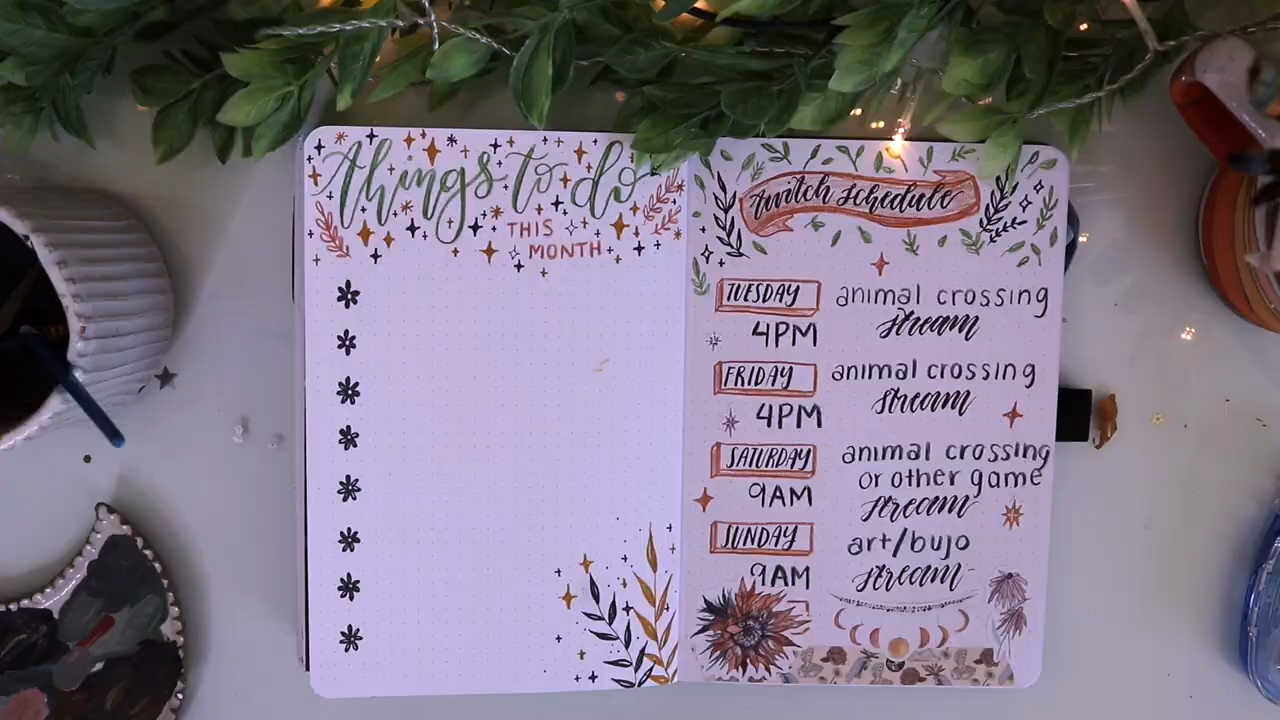 things to do
THIS
MONTH
twitch schedule
TUESDAY
animal crossing
stream
4PM
FRIDAY
animal crossing
stream
4PM
SATURDAY
animal crossing
or other game
stream
9AM
SUNDAY
art/bujo
stream
9AM